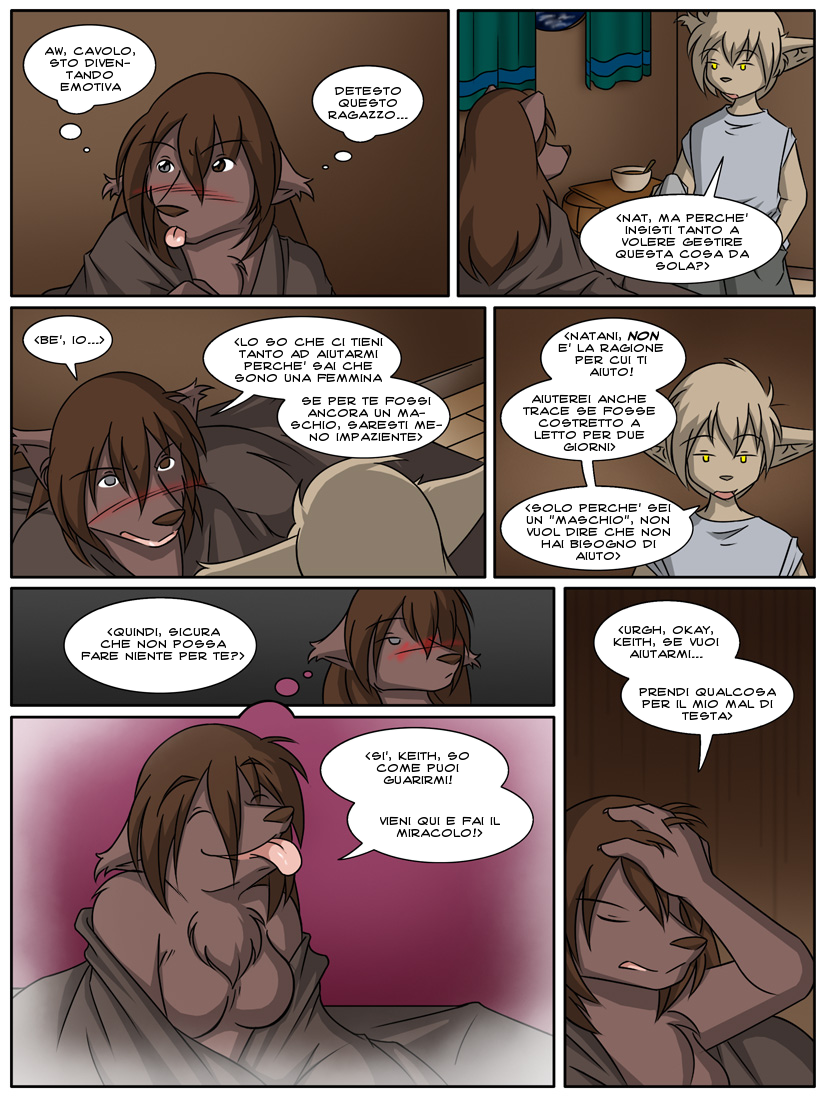 AW, CAVOLO,
STO DIVEN-
TANDO
EMOTIVA
DETESTO
QUESTO
RAGAZZO...
<NAT, MA PERCHE'
INSISTI TANTO A
VOLERE GESTIRE
QUESTA COSA DA
SOLA?>
<BE', IO...>
<LO SO CHE CI TIENI
TANTO AD AIUTARMI
PERCHE' SAI CHE
SONO UNA FEMMINA
SE PER TE FOSSI
ANCORA UN MA-
SCHIO, SARESTI ME-
NO IMPAZIENTE>
<NATANI, NON
E' LA RAGIONE
PER CUI TI
AIUTO!
AIUTEREI ANCHE
TRACE SE FOSSE
COSTRETTO A
LETTO PER DUE
GIORNI>
<SOLO PERCHE' SEI
UN "MASCHIO", NON
VUOL DIRE CHE NON
HAI BISOGNO DI
AIUTO>
<QUINDI, SICURA
CHE NON POSSA
FARE NIENTE PER TE?>
<SI', KEITH, SO
COME PUOI
GUARIRMI!
VIENI QUI E FAI IL
MIRACOLO!>
<URGH, OKAY,
KEITH, SE VUOI
AIUTARMI...
PRENDI QUALCOSA
PER IL MIO MAL DI
TESTA>